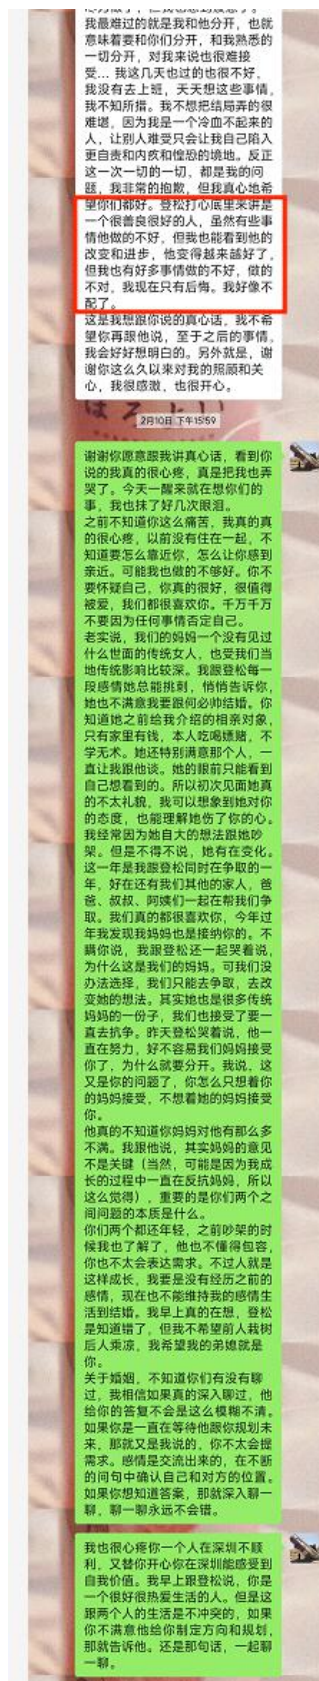 我最难过的就是我和他分开，也就
意味着要和你们分开，和我熟悉的
一切分开，对我来说也很难接
受... 我这几天也过的也很不好，
我没有去上班，天天想这些事情，
我不知所措。我不想把结局弄的很
难堪，因为我是一个冷血不起来的
人，让别人难受只会让我自己陷入
更自责和内疚和惶恐的境地。反正
这一次一切的一切，都是我的问
题，我非常的抱歉，但我真心地希
望你们都好。登松打心底里来讲是
一个很善良很好的人，虽然有些事
情他做的不好，但我也能看到他的
改变和进步，他变得越来越好了，
但我也有好多事情做的不好，做的
不对，我现在只有后悔。我好像不
配了。
这是我想跟你说的真心话，我不希
望你再跟他说，至于之后的事情，
我会好好想明白的。另外就是，谢
谢你这么久以来对我的照顾和关
心，我很感激，也很开心。
2月10日 下午15:59
谢谢你愿意跟我讲真心话，看到你
说的我真的很心疼，真是把我也弄
哭了。今天一醒来就在想你们的
事，我也抹了好几次眼泪。
之前不知道你这么痛苦，我真的真
的很心疼，以前没有住在一起，不
知道要怎么靠近你，怎么让你感到
亲近。可能我也做的不够好。你不
要怀疑自己，你真的很好，很值得
被爱，我们都很喜欢你。千万千万
不要因为任何事情否定自己。
老实说，我们的妈妈一个没有见过
什么世面的传统女人，也受我们当
地传统影响比较深。我跟登松每一
段感情她总能挑刺，悄悄告诉你，
她也不满意我要跟何必帅结婚。你
知道她之前给我介绍的相亲对象，
只有家里有钱，本人吃喝嫖赌，不
学无术。她还特别满意那个人，一
直让我跟他谈。她的眼前只能看到
自己想看到的。所以初次见面她真
的不太礼貌，我可以想象到她对你
的态度，也能理解她伤了你的心。
我经常因为她自大的想法跟她吵
架。但是不得不说，她有在变化。
这一年是我跟登松同时在争取的一
年，好在还有我们其他的家人，爸
爸、叔叔、阿姨们一起在帮我们争
取。我们真的都很喜欢你，今年过
年我发现我妈妈也是接纳你的。不
瞒你说，我跟登松还一起哭着说，
为什么这是我们的妈妈。可我们没
办法选择，我们只能去争取，去改
变她的想法。其实她也是很多传统
妈妈的一份子，我们也接受了要一
直去抗争。昨天登松哭着说，他一
直在努力，好不容易我们妈妈接受
你了，为什么就要分开。我说，这
又是你的问题了，你怎么只想着你
的妈妈接受，不想着她的妈妈接受
你。
他真的不知道你妈妈对他有那么多
不满。我跟他说，其实妈妈的意见
不是关键（当然，可能是因为我成
长的过程中一直在反抗妈妈，所以
这么觉得），重要的是你们两个之
间问题的本质是什么。
你们两个都还年轻，之前吵架的时
候我也了解了，他也不懂得包容，
你也不太会表达需求。不过人就是
这样成长，我要是没有经历之前的
感情，现在也不能维持我的感情生
活到结婚。我早上真的在想，登松
是知道错了，但我不希望前人栽树
后人乘凉，我希望我的弟媳就是
你。
关于婚姻，不知道你们有没有聊
过，我相信如果真的深入聊过，他
给你的答复不会是这么模糊不清。
如果你是一直在等待他跟你规划未
来，那就又是我说的，你不太会提
需求。感情是交流出来的，在不断
的问句中确认自己和对方的位置。
如果你想知道答案，那就深入聊一
聊，聊一聊永远不会错。
我也很心疼你一个人在深圳不顺
利，又替你开心你在深圳能感受到
自我价值。我早上跟登松说，你是
一个很好很热爱生活的人。但是这
跟两个人的生活是不冲突的，如果
你不满意他给你制定方向和规划，
那就告诉他。还是那句话，一起聊
一聊。